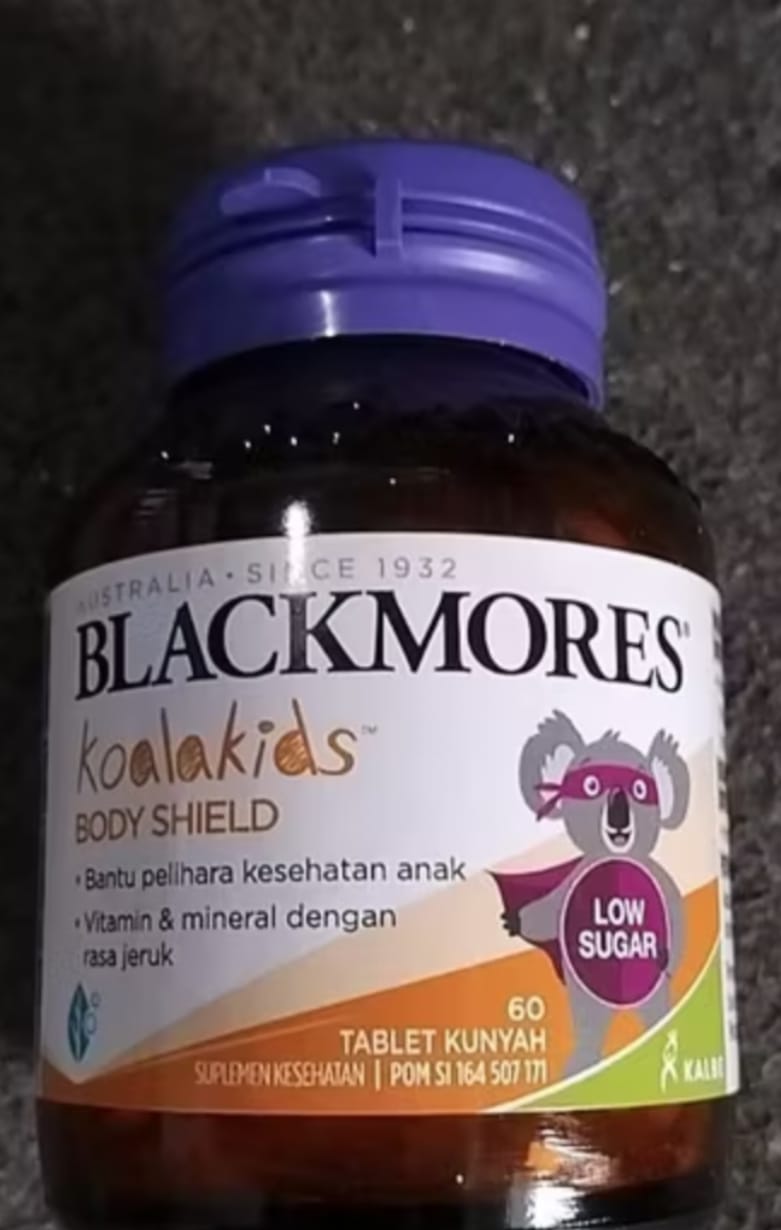 AUSTRALIA • SINCE 1932
BLACKMORES®
koalakids™
BODY SHIELD
• Bantu pelihara kesehatan anak
• Vitamin & mineral dengan
rasa jeruk
LOW
SUGAR
60
TABLET KUNYAH
SUPLEMEN KESEHATAN | POM SI 164 507 171
KALBE